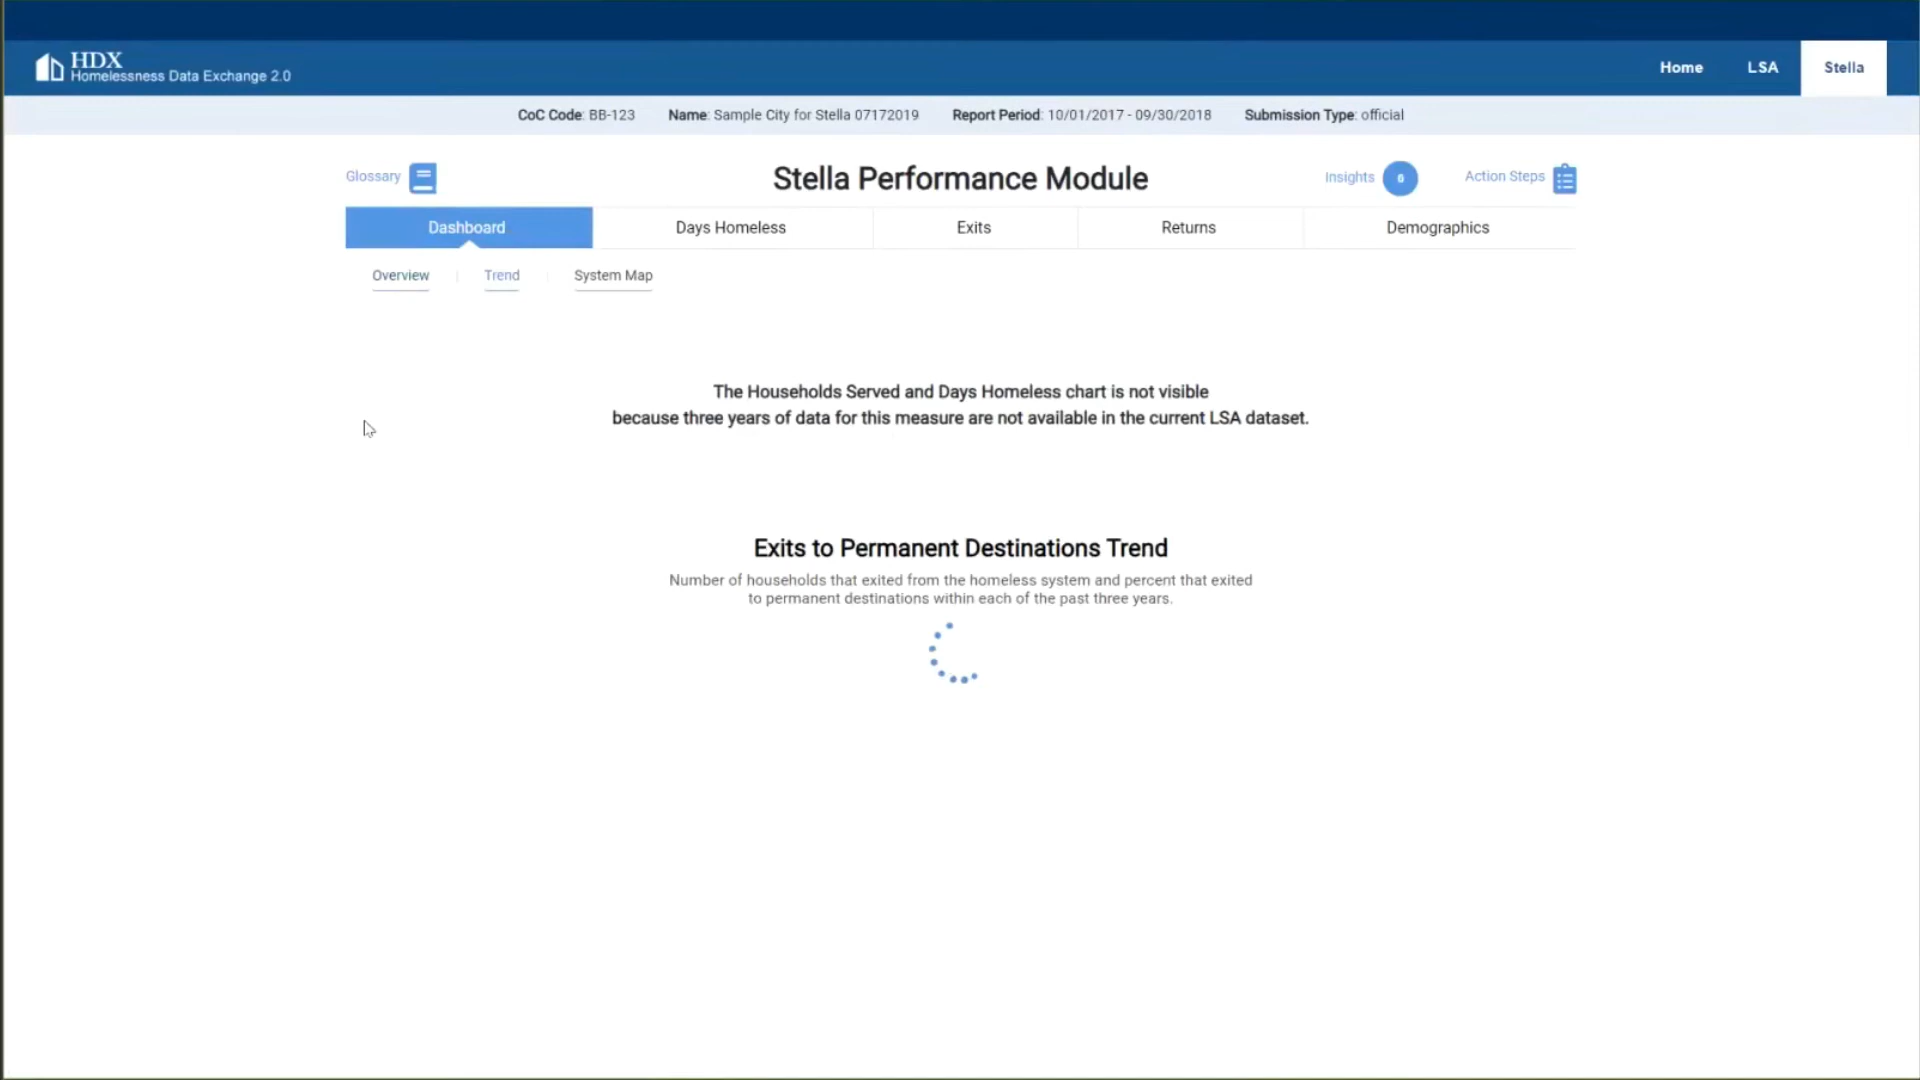 HDX
Homelessness Data Exchange 2.0
Home
LSA
Stella
CoC Code: BB-123 Name: Sample City for Stella 07172019 Report Period: 10/01/2017 - 09/30/2018 Submission Type: official
Glossary
Stella Performance Module
Insights
Action Steps
Dashboard
Days Homeless
Exits
Returns
Demographics
Overview
Trend
System Map
The Households Served and Days Homeless chart is not visible
because three years of data for this measure are not available in the current LSA dataset.
Exits to Permanent Destinations Trend
Number of households that exited from the homeless system and percent that exited
to permanent destinations within each of the past three years.